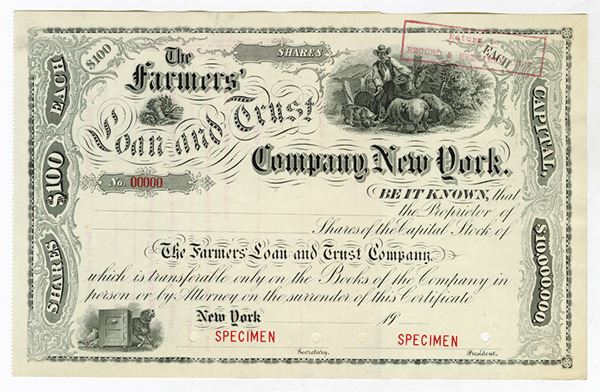 The
Farmers'
Loan and Trust
Company, New York.
SHARES
Return
RECORD &
EACH
$100
SHARES $100 EACH
CAPITAL, $10000000.
No. 00000
BE IT KNOWN, that
the Proprietor of
Shares of the Capital Stock of
The Farmers' Loan and Trust Company,
which is transferable only on the Books of the Company in
person or by Attorney on the surrender of this Certificate
New York 19
SPECIMEN SPECIMEN
Secretary. President.